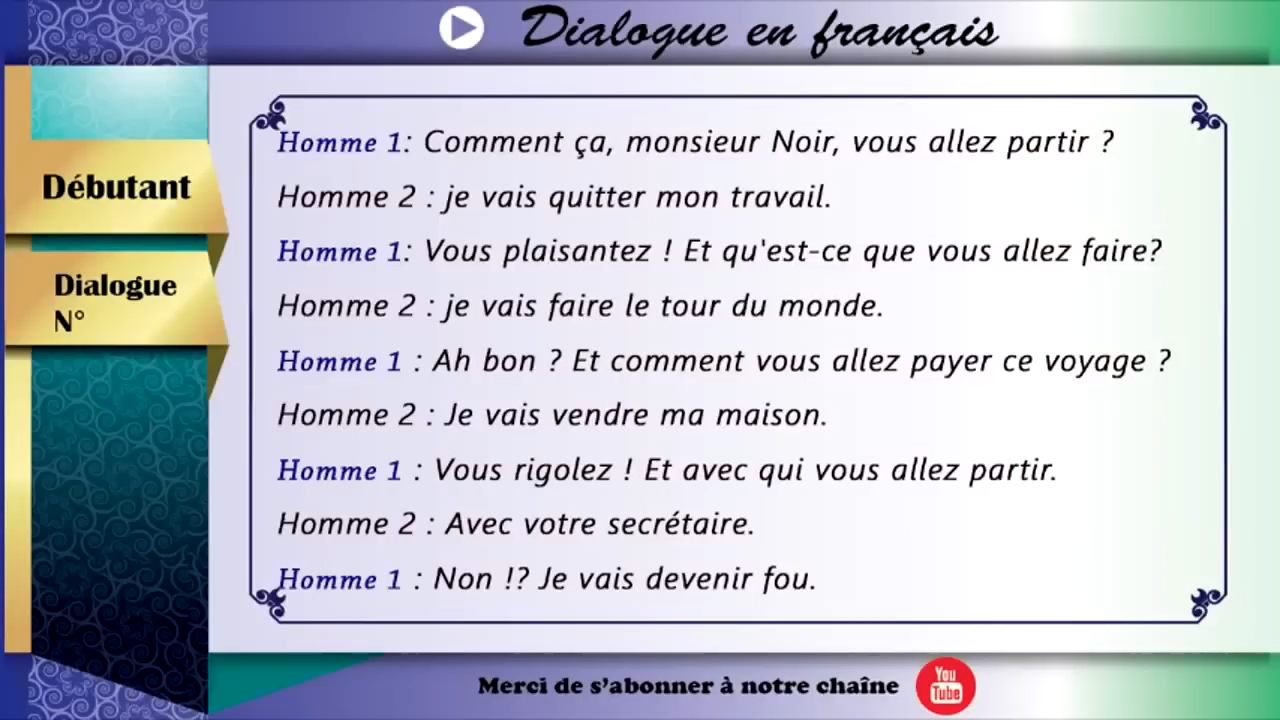 Dialogue en français
Débutant
Dialogue
N°
Homme 1: Comment ça, monsieur Noir, vous allez partir ?
Homme 2 : je vais quitter mon travail.
Homme 1: Vous plaisantez ! Et qu'est-ce que vous allez faire?
Homme 2 : je vais faire le tour du monde.
Homme 1 : Ah bon ? Et comment vous allez payer ce voyage ?
Homme 2 : Je vais vendre ma maison.
Homme 1 : Vous rigolez ! Et avec qui vous allez partir.
Homme 2 : Avec votre secrétaire.
Homme 1 : Non !? Je vais devenir fou.
Merci de s'abonner à notre chaîne
You
Tube